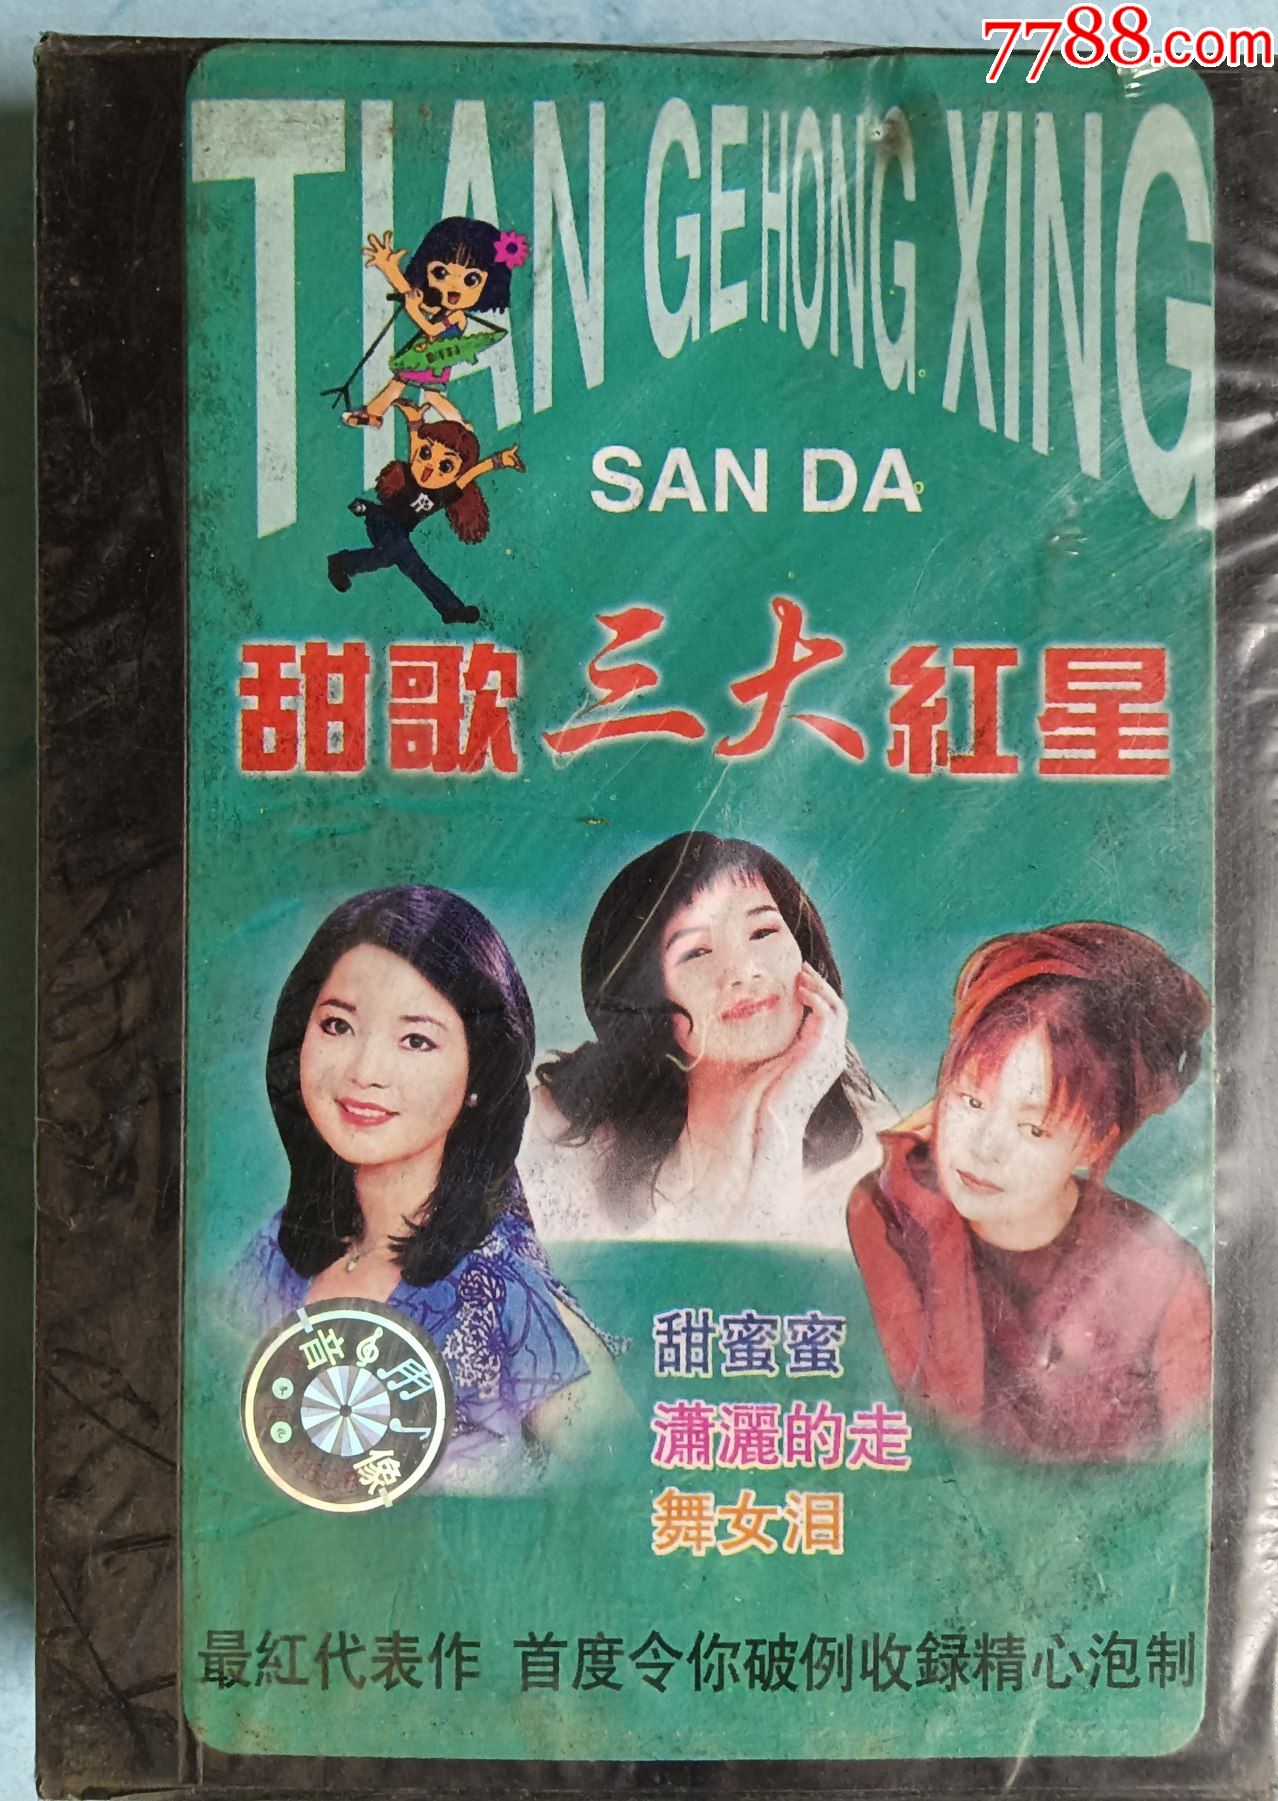 7788.com
TIAN GE HONG XING
SAN DA
甜歌三大紅星
甜蜜蜜
瀟灑的走
舞女泪
音
像
最紅代表作 首度令你破例收録精心泡制